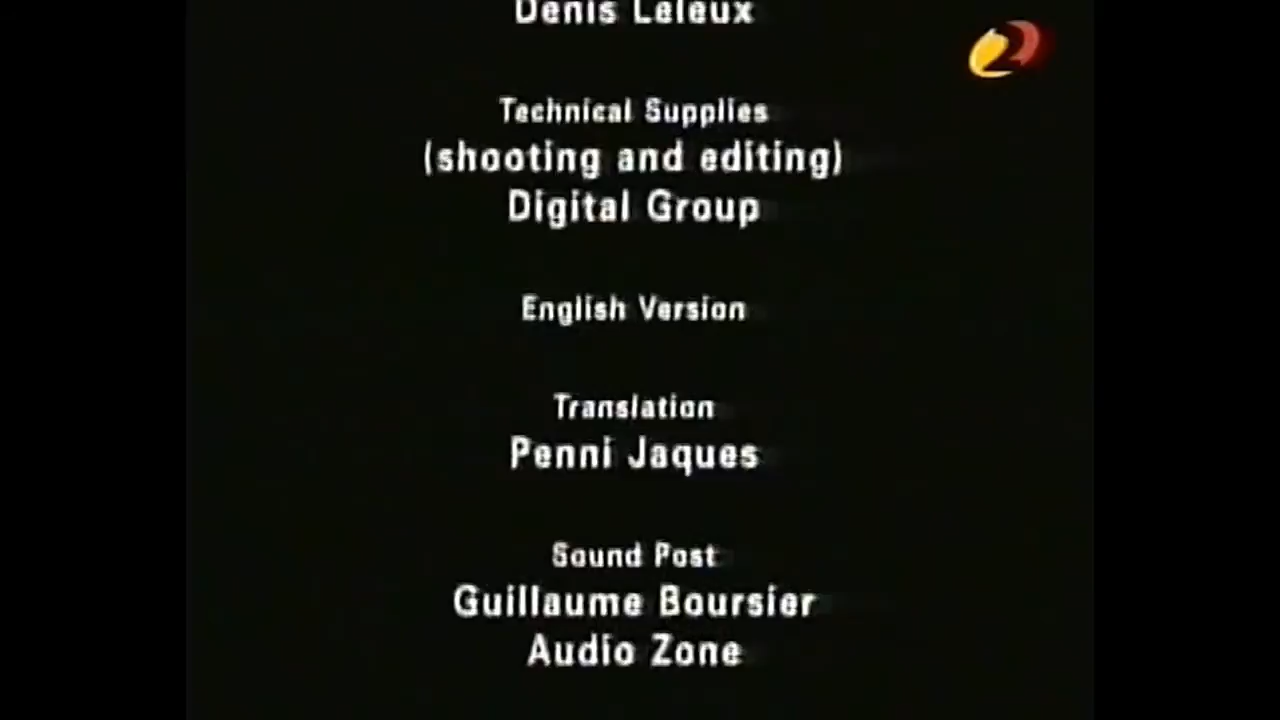 Denis Leleux
Technical Supplies
(shooting and editing)
Digital Group
English Version
Translation
Penni Jaques
Sound Post
Guillaume Boursier
Audio Zone
2